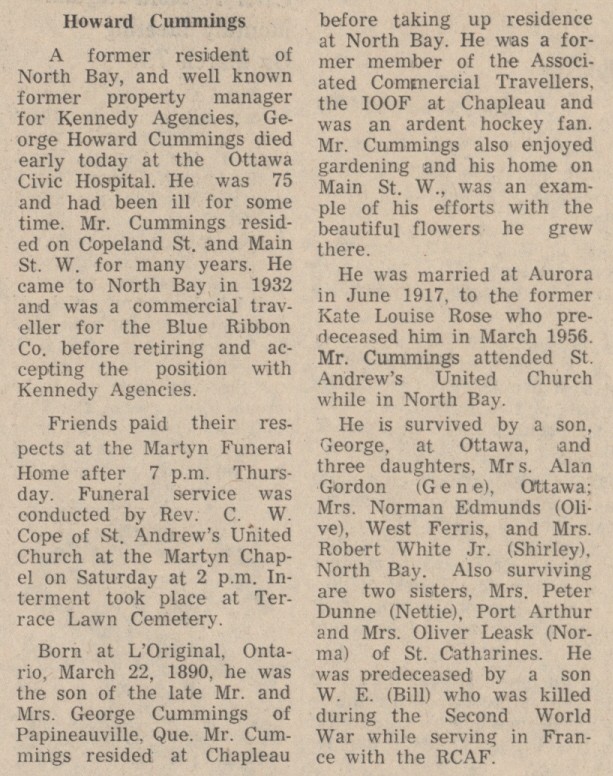 Howard Cummings
A former resident of
North Bay, and well known
former property manager
for Kennedy Agencies, Ge-
orge Howard Cummings died
early today at the Ottawa
Civic Hospital. He was 75
and had been ill for some
time. Mr. Cummings resid-
ed on Copeland St. and Main
St. W. for many years. He
came to North Bay in 1932
and was a commercial trav-
eller for the Blue Ribbon
Co. before retiring and ac-
cepting the position with
Kennedy Agencies.
Friends paid their res-
pects at the Martyn Funeral
Home after 7 p.m. Thurs-
day. Funeral service was
conducted by Rev. C. W.
Cope of St. Andrew's United
Church at the Martyn Chap-
el on Saturday at 2 p.m. In-
terment took place at Ter-
race Lawn Cemetery.
Born at L'Original, Onta-
rio, March 22, 1890, he was
the son of the late Mr. and
Mrs. George Cummings of
Papineauville, Que. Mr. Cum-
mings resided at Chapleau
before taking up residence
at North Bay. He was a for-
mer member of the Associ-
ated Commercial Travellers,
the IOOF at Chapleau and
was an ardent hockey fan.
Mr. Cummings also enjoyed
gardening and his home on
Main St. W., was an exam-
ple of his efforts with the
beautiful flowers he grew
there.
He was married at Aurora
in June 1917, to the former
Kate Louise Rose who pre-
deceased him in March 1956.
Mr. Cummings attended St.
Andrew's United Church
while in North Bay.
He is survived by a son,
George, at Ottawa, and
three daughters, Mrs. Alan
Gordon (Gene), Ottawa;
Mrs. Norman Edmunds (Oli-
ve), West Ferris, and Mrs.
Robert White Jr. (Shirley),
North Bay. Also surviving
are two sisters, Mrs. Peter
Dunne (Nettie), Port Arthur
and Mrs. Oliver Leask (Nor-
ma) of St. Catharines. He
was predeceased by a son
W. E. (Bill) who was killed
during the Second World
War while serving in Fran-
ce with the RCAF.